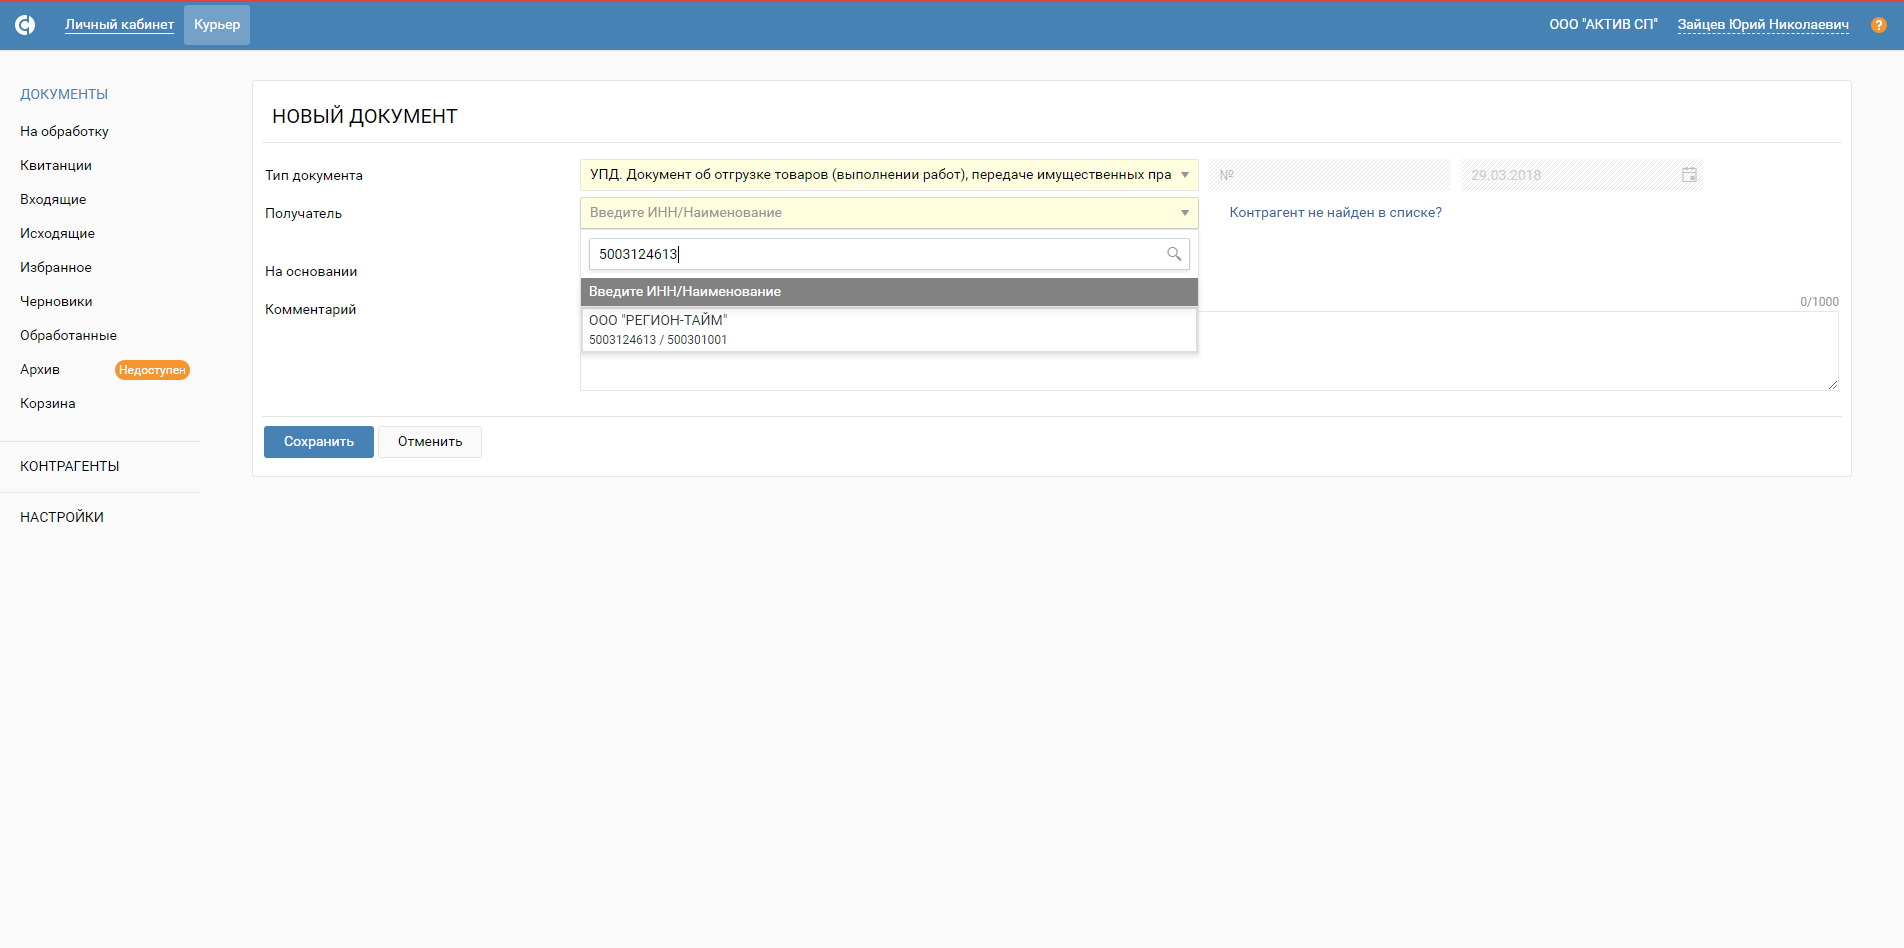 Личный кабинет
Курьер
ООО "АКТИВ СП"
Зайцев Юрий Николаевич
?
ДОКУМЕНТЫ
На обработку
Квитанции
Входящие
Исходящие
Избранное
Черновики
Обработанные
Архив
Недоступен
Корзина
КОНТРАГЕНТЫ
НАСТРОЙКИ
НОВЫЙ ДОКУМЕНТ
Тип документа
УПД. Документ об отгрузке товаров (выполнении работ), передаче имущественных пра
№
29.03.2018
Получатель
Введите ИНН/Наименование
Контрагент не найден в списке?
5003124613
Введите ИНН/Наименование
ООО "РЕГИОН-ТАЙМ"
5003124613 / 500301001
На основании
Комментарий
0/1000
Сохранить
Отменить